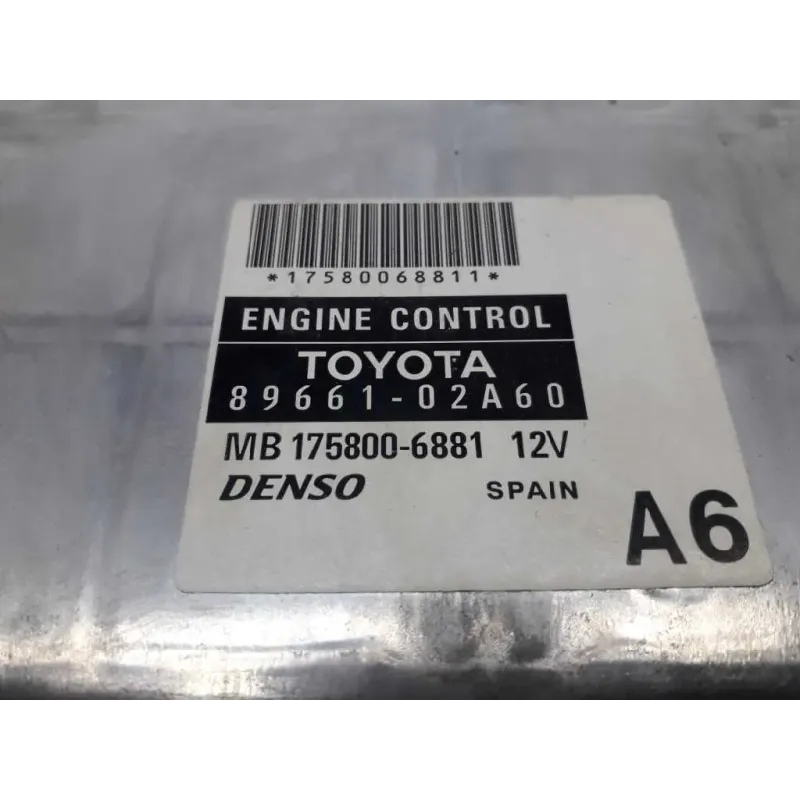 *17580068811*
ENGINE CONTROL
TOYOTA
89661-02A60
MB 175800-6881 12V
DENSO SPAIN
A6